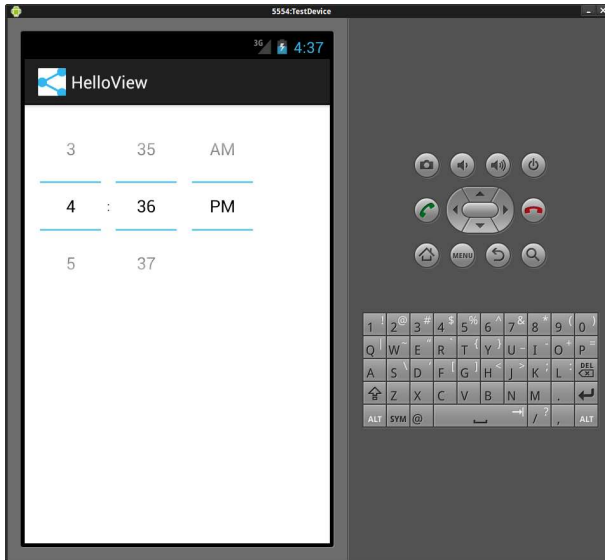 5554:TestDevice
3G 4:37
HelloView
3 35 AM
4 : 36 PM
5 37
MENU
1 ! 2 @ 3 # 4 $ 5 % 6 ^ 7 & 8 * 9 ( 0 )
Q | W ~ E " R ` T { Y } U _ I - O + P =
A S \ D ' F [ G ] H < J > K ; L : DEL
Z X C V B N M .
ALT SYM @ / ? , ALT